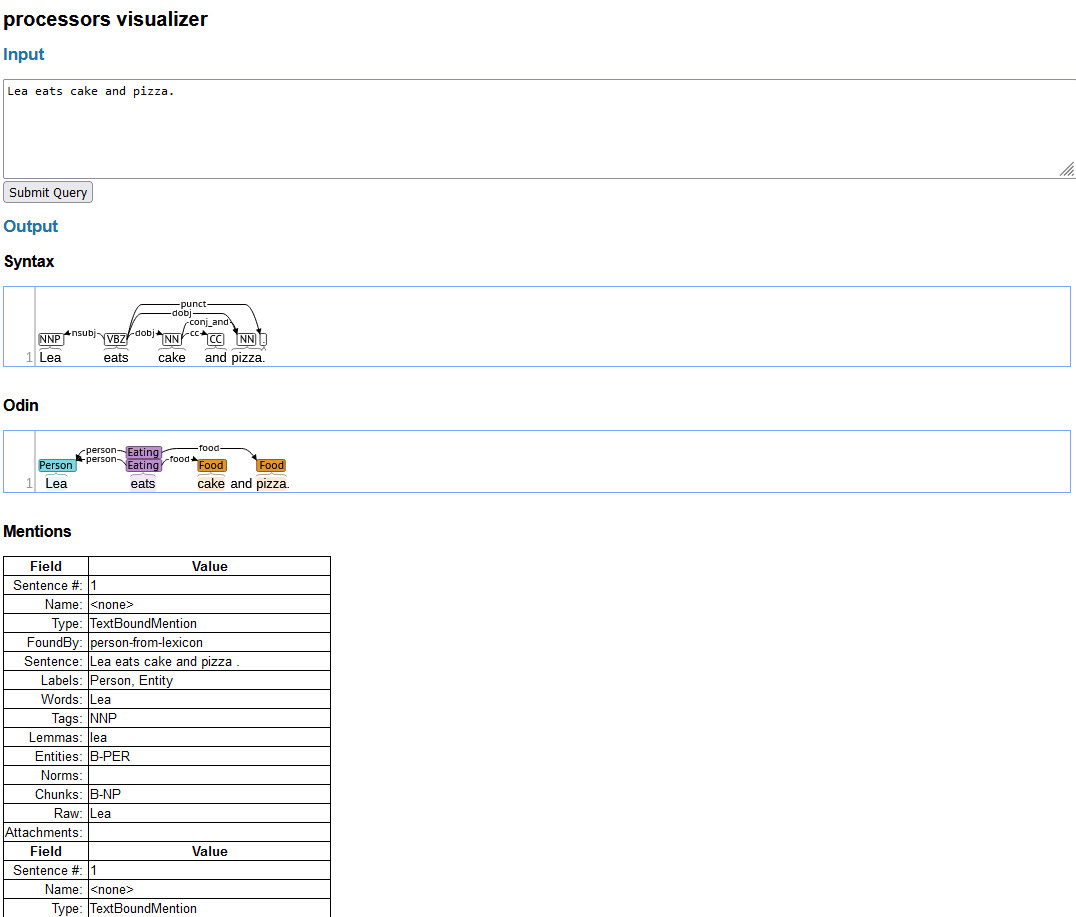 processors visualizer
Input
Lea eats cake and pizza.
Submit Query
Output
Syntax
punct
dobj
conj_and
nsubj dobj cc
NNP VBZ NN CC NN .
1 Lea eats cake and pizza.
Odin
person Eating food
person Eating food
Person Food Food
1 Lea eats cake and pizza.
Mentions
Field Value
Sentence #: 1
Name: <none>
Type: TextBoundMention
FoundBy: person-from-lexicon
Sentence: Lea eats cake and pizza .
Labels: Person, Entity
Words: Lea
Tags: NNP
Lemmas: lea
Entities: B-PER
Norms:
Chunks: B-NP
Raw: Lea
Attachments:
Field Value
Sentence #: 1
Name: <none>
Type: TextBoundMention